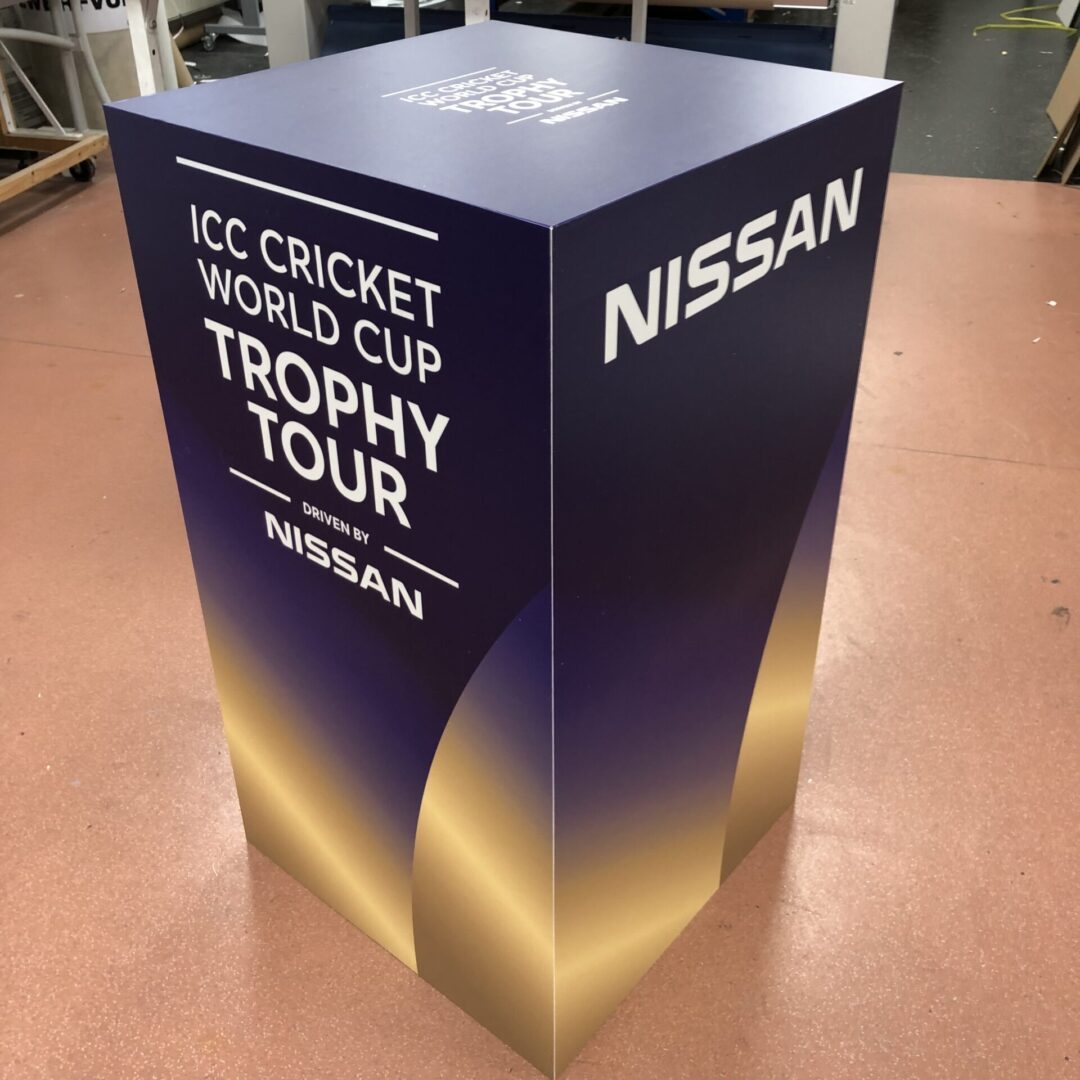 ICC CRICKET
WORLD CUP
TROPHY
TOUR
NISSAN
ICC CRICKET
WORLD CUP
TROPHY
TOUR
DRIVEN BY
NISSAN
NISSAN